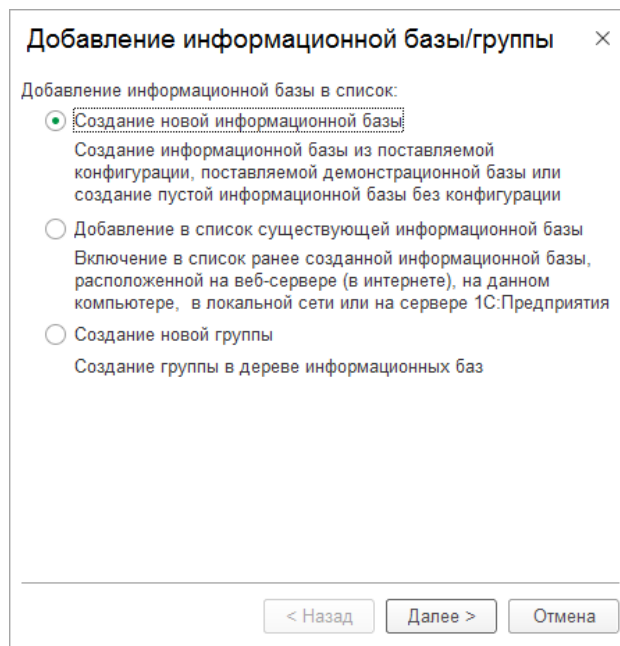 Добавление информационной базы/группы
Добавление информационной базы в список:
Создание новой информационной базы
Создание информационной базы из поставляемой
конфигурации, поставляемой демонстрационной базы или
создание пустой информационной базы без конфигурации
Добавление в список существующей информационной базы
Включение в список ранее созданной информационной базы,
расположенной на веб-сервере (в интернете), на данном
компьютере, в локальной сети или на сервере 1С:Предприятия
Создание новой группы
Создание группы в дереве информационных баз
< Назад Далее > Отмена